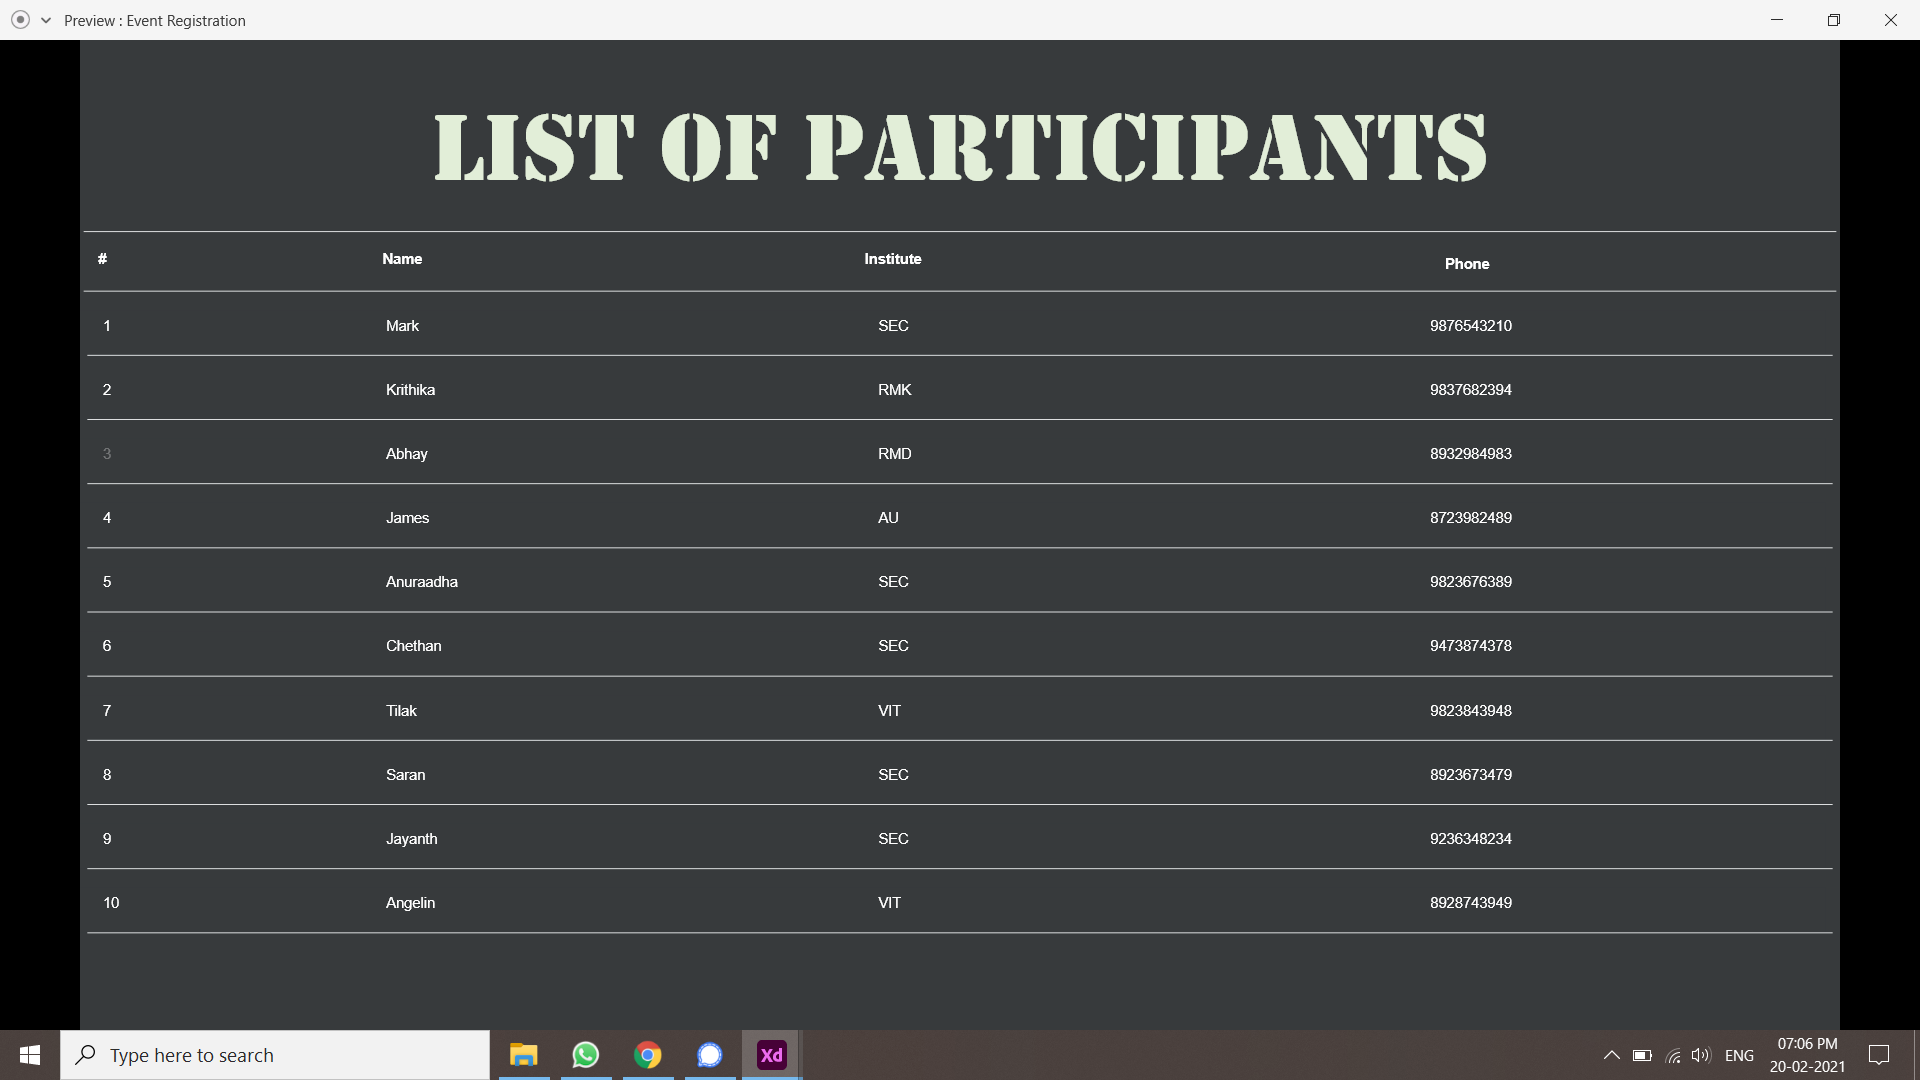 Preview : Event Registration
LIST OF PARTICIPANTS
# Name Institute Phone
1 Mark SEC 9876543210
2 Krithika RMK 9837682394
3 Abhay RMD 8932984983
4 James AU 8723982489
5 Anuraadha SEC 9823676389
6 Chethan SEC 9473874378
7 Tilak VIT 9823843948
8 Saran SEC 8923673479
9 Jayanth SEC 9236348234
10 Angelin VIT 8928743949
Type here to search
Xd
ENG
07:06 PM
20-02-2021